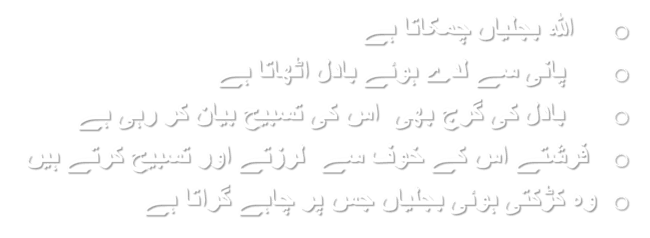 الله بجلیاں چمکاتا ہے
پانی سے لدے ہوئے بادل اٹھاتا ہے
بادل کی گرج بھی اس کی تسبیح بیان کر رہی ہے
فرشتے اس کے خوف سے لرزتے اور تسبیح کرتے ہیں
وہ کڑکتی ہوئی بجلیاں جس پر چاہے گراتا ہے